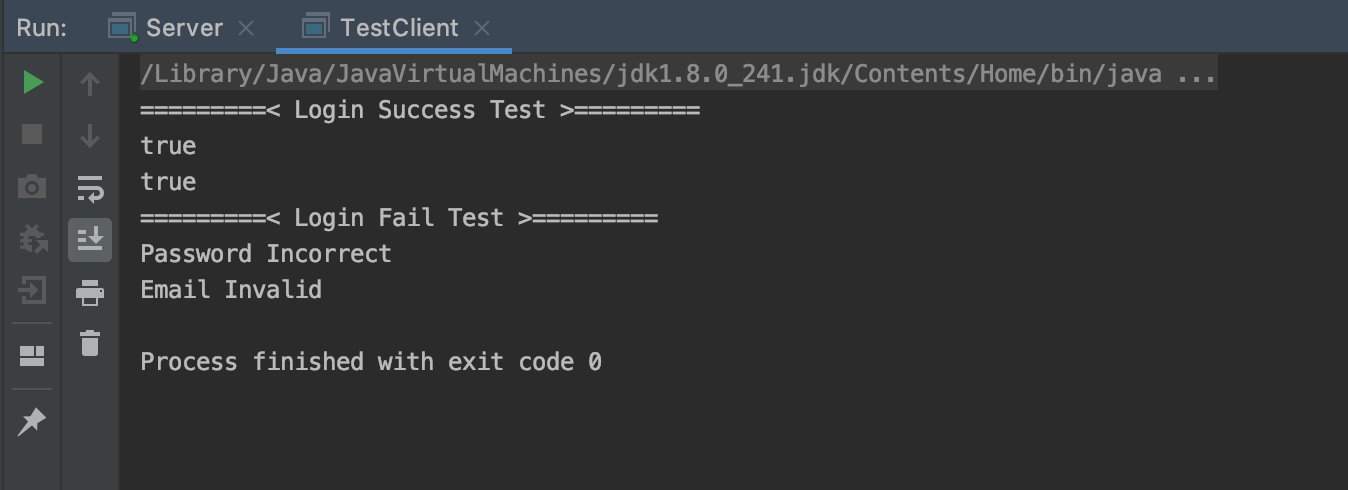 Run: Server TestClient
/Library/Java/JavaVirtualMachines/jdk1.8.0_241.jdk/Contents/Home/bin/java ...
=========< Login Success Test >=========
true
true
=========< Login Fail Test >=========
Password Incorrect
Email Invalid
Process finished with exit code 0